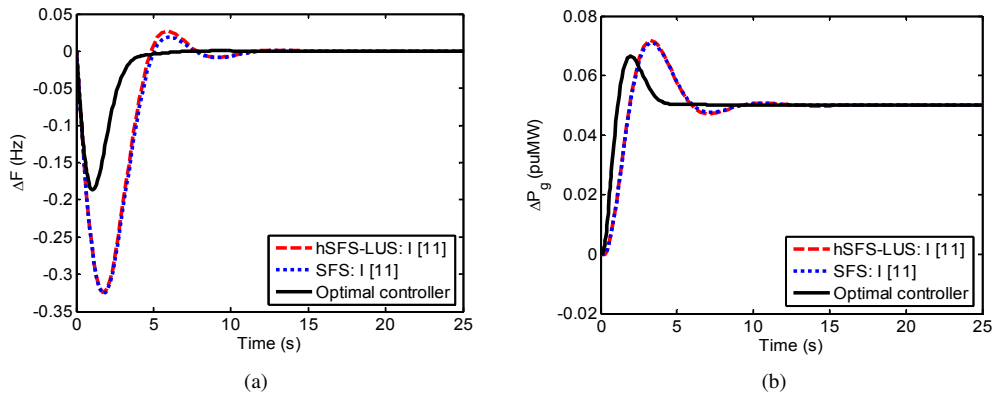 0.05
0
-0.05
-0.1
-0.15
-0.2
-0.25
-0.3
-0.35
ΔF (Hz)
0 5 10 15 20 25
Time (s)
hSFS-LUS: I [11]
SFS: I [11]
Optimal controller
(a)
0.08
0.06
0.04
0.02
0
-0.02
ΔP_g (puMW)
0 5 10 15 20 25
Time (s)
hSFS-LUS: I [11]
SFS: I [11]
Optimal controller
(b)